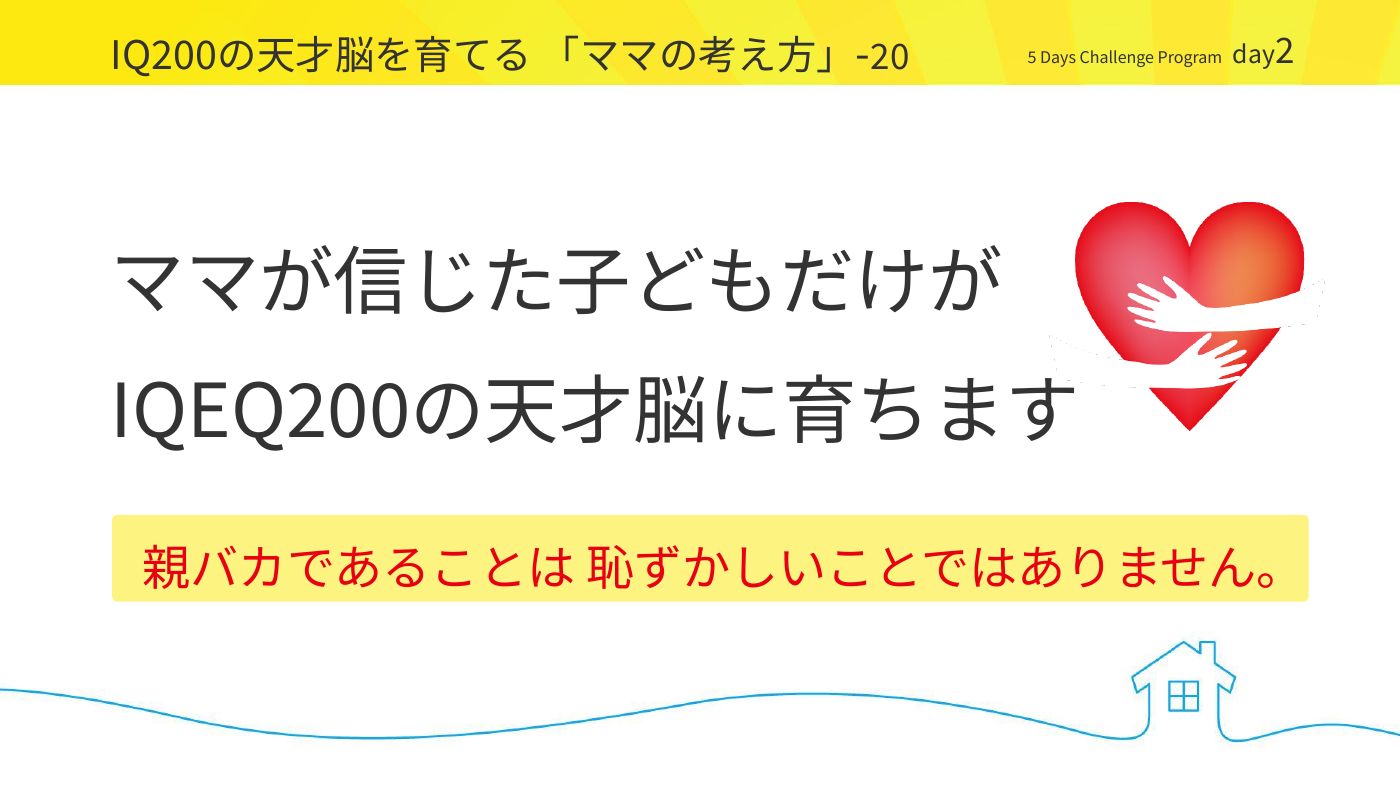 IQ200の天才脳を育てる 「ママの考え方」-20
5 Days Challenge Program day2
ママが信じた子どもだけが
IQEQ200の天才脳に育ちます
親バカであることは 恥ずかしいことではありません。